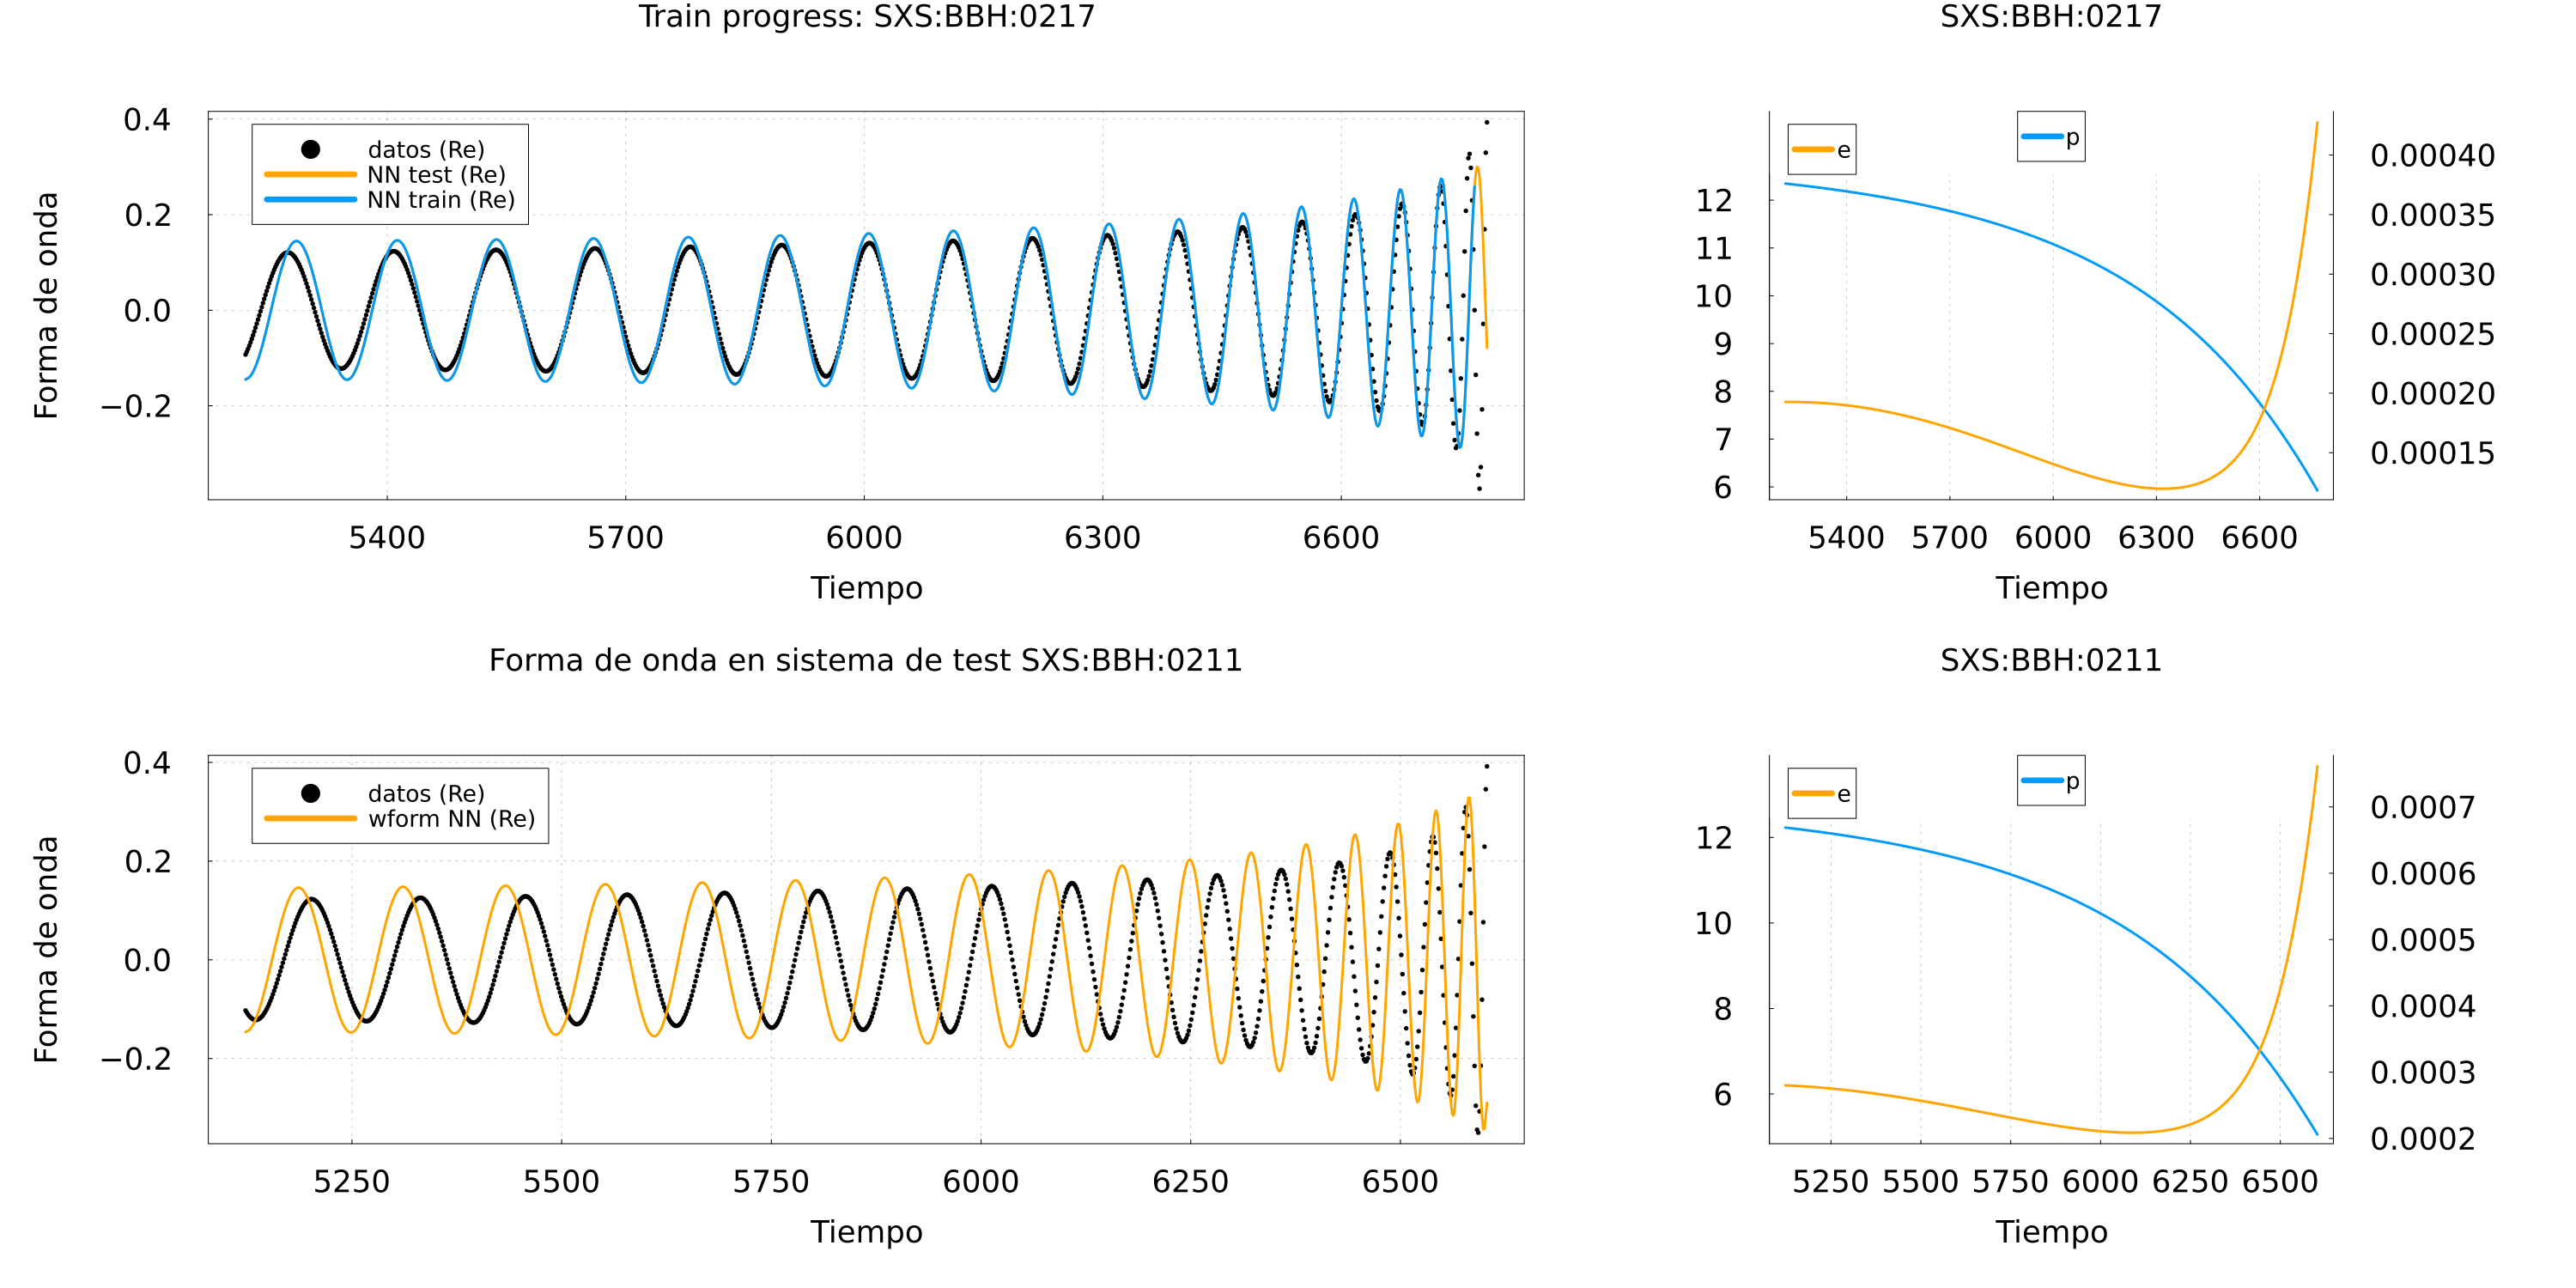 Train progress: SXS:BBH:0217
Forma de onda
0.4
0.2
0.0
−0.2
datos (Re)
NN test (Re)
NN train (Re)
5400 5700 6000 6300 6600
Tiempo
SXS:BBH:0217
e
p
12
11
10
9
8
7
6
0.00040
0.00035
0.00030
0.00025
0.00020
0.00015
5400 5700 6000 6300 6600
Tiempo
Forma de onda en sistema de test SXS:BBH:0211
Forma de onda
0.4
0.2
0.0
−0.2
datos (Re)
wform NN (Re)
5250 5500 5750 6000 6250 6500
Tiempo
SXS:BBH:0211
e
p
12
10
8
6
0.0007
0.0006
0.0005
0.0004
0.0003
0.0002
5250 5500 5750 6000 6250 6500
Tiempo